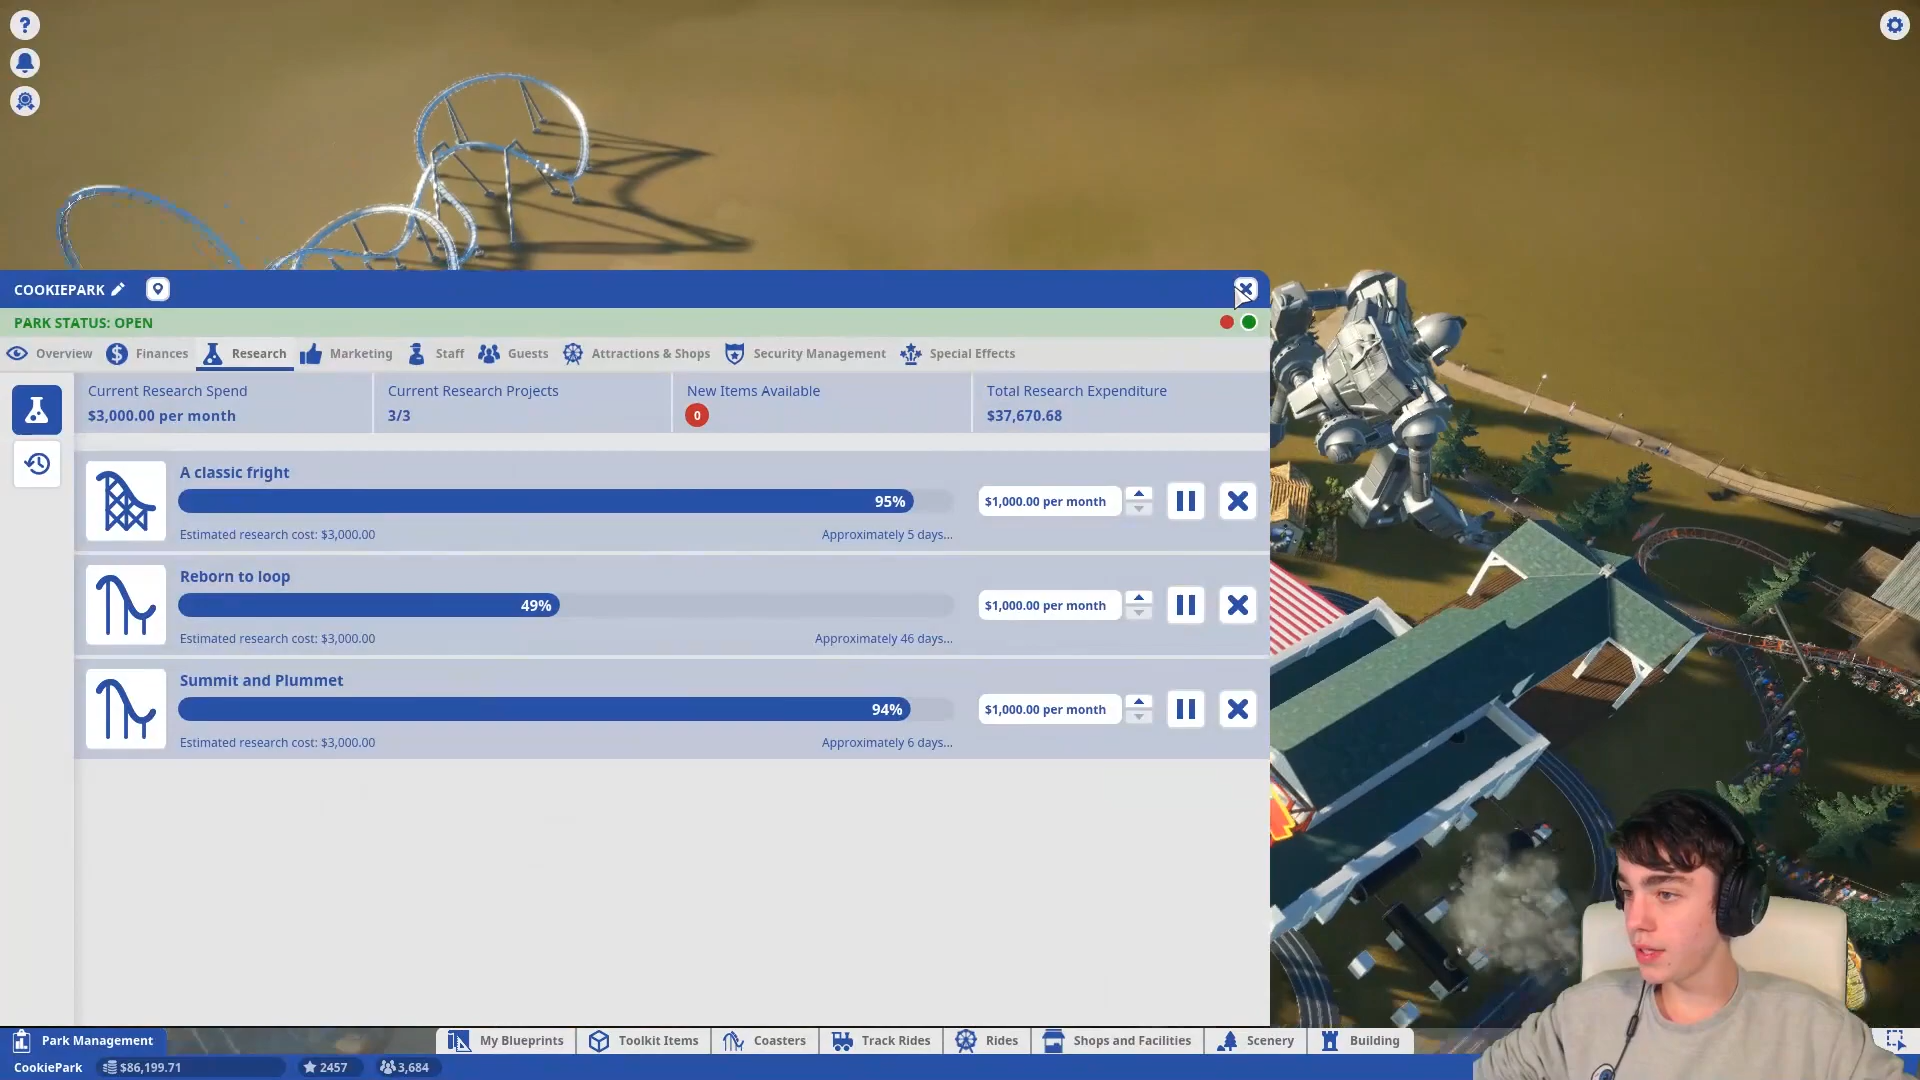 ?
COOKIEPARK
PARK STATUS: OPEN
Overview Finances Research Marketing Staff Guests Attractions & Shops Security Management Special Effects
Current Research Spend Current Research Projects New Items Available Total Research Expenditure
$3,000.00 per month 3/3 0 $37,670.68
A classic fright
95% $1,000.00 per month
Estimated research cost: $3,000.00 Approximately 5 days...
Reborn to loop
49% $1,000.00 per month
Estimated research cost: $3,000.00 Approximately 46 days...
Summit and Plummet
94% $1,000.00 per month
Estimated research cost: $3,000.00 Approximately 6 days...
Park Management My Blueprints Toolkit Items Coasters Track Rides Rides Shops and Facilities Scenery Building
CookiePark $86,199.71 2457 3,684